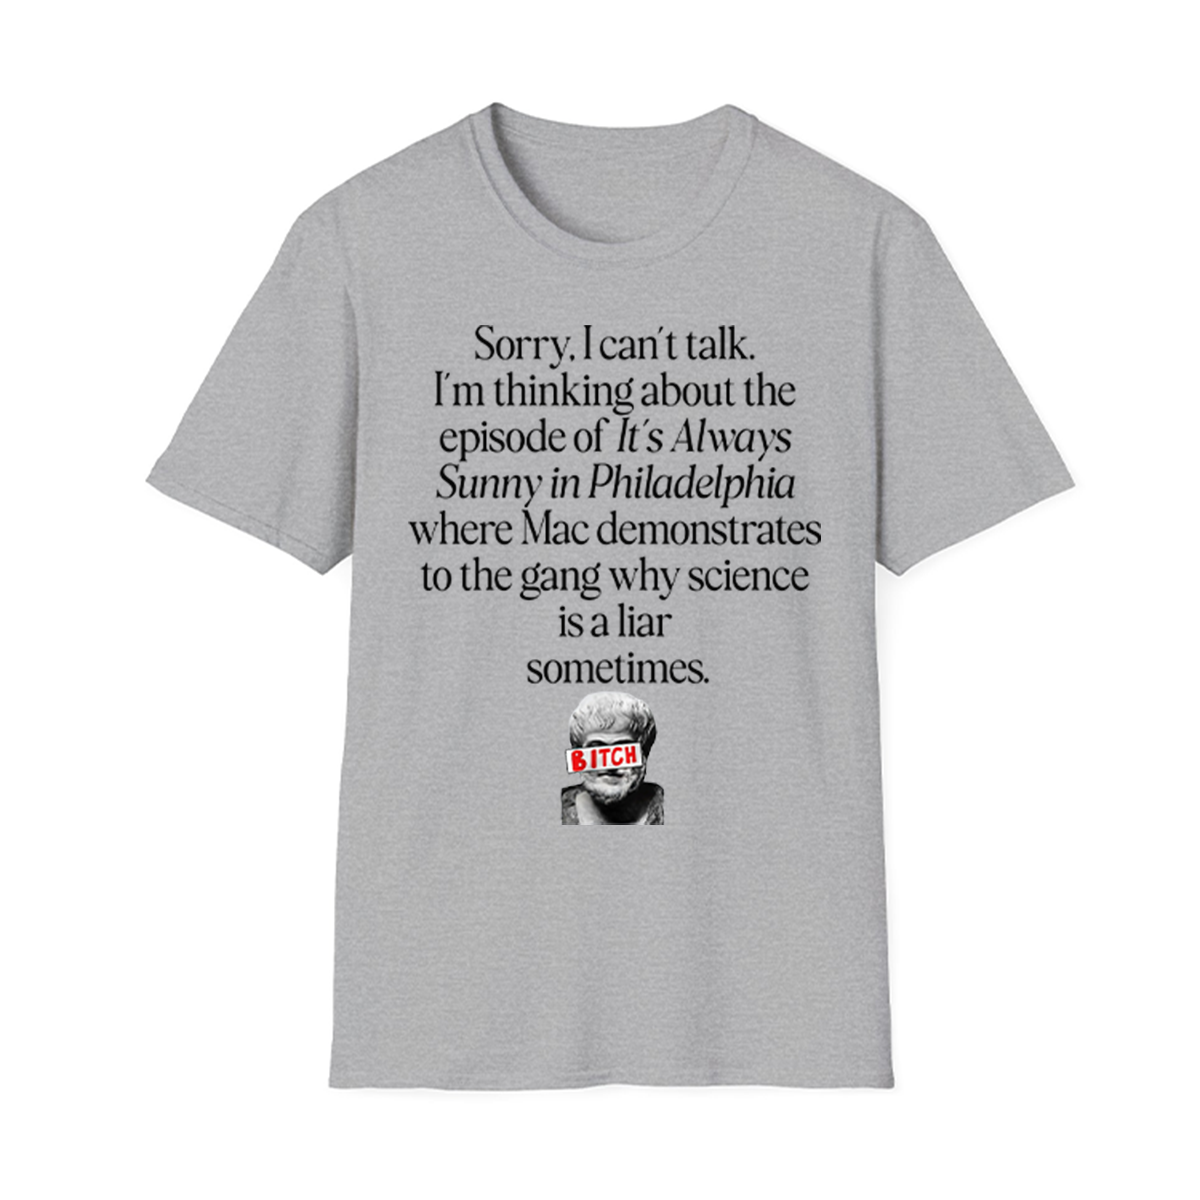 Sorry, I can't talk.
I'm thinking about the
episode of It's Always
Sunny in Philadelphia
where Mac demonstrates
to the gang why science
is a liar
sometimes.
BITCH